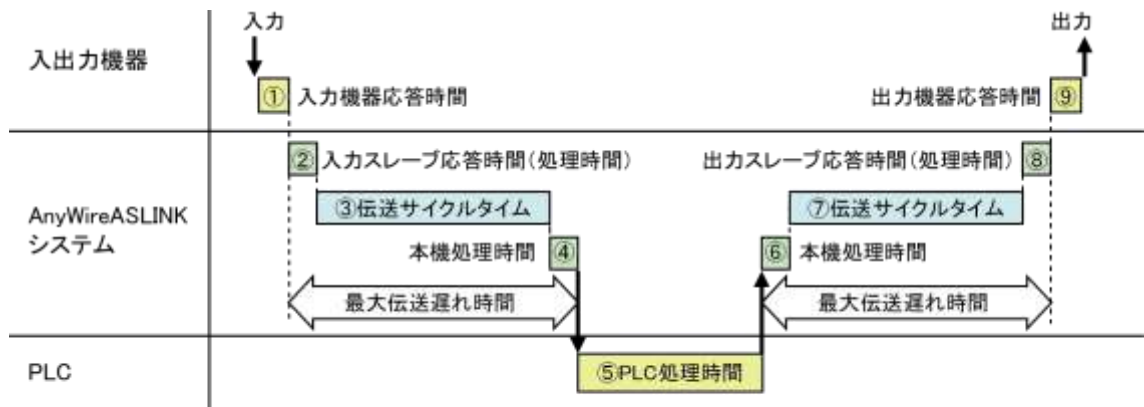 入力
出力
入出力機器
① 入力機器応答時間
出力機器応答時間 ⑨
② 入力スレーブ応答時間(処理時間)
出力スレーブ応答時間(処理時間) ⑧
AnyWireASLINK
システム
③伝送サイクルタイム
⑦伝送サイクルタイム
本機処理時間 ④
⑥ 本機処理時間
最大伝送遅れ時間
最大伝送遅れ時間
PLC
⑤PLC処理時間